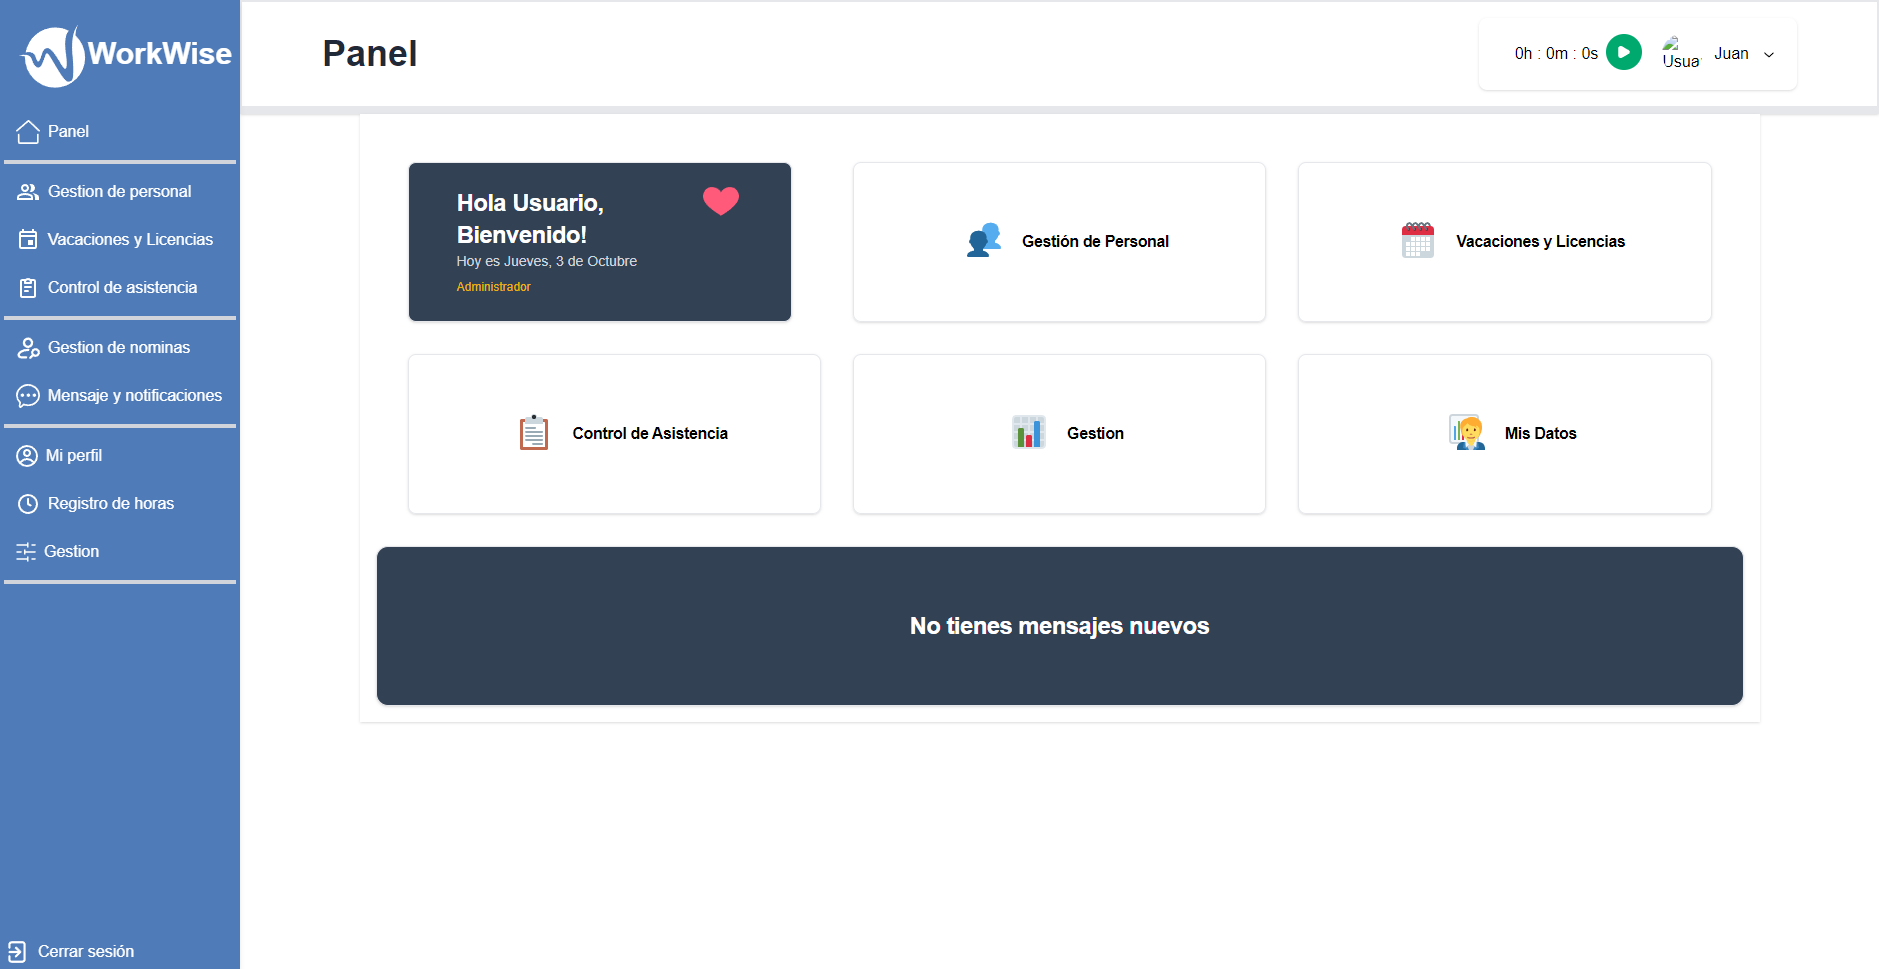 WorkWise
Panel
Gestion de personal
Vacaciones y Licencias
Control de asistencia
Gestion de nominas
Mensaje y notificaciones
Mi perfil
Registro de horas
Gestion
Cerrar sesión
Panel
0h : 0m : 0s
Usua
Juan
Hola Usuario,
Bienvenido!
Hoy es Jueves, 3 de Octubre
Administrador
Gestión de Personal
Vacaciones y Licencias
Control de Asistencia
Gestion
Mis Datos
No tienes mensajes nuevos